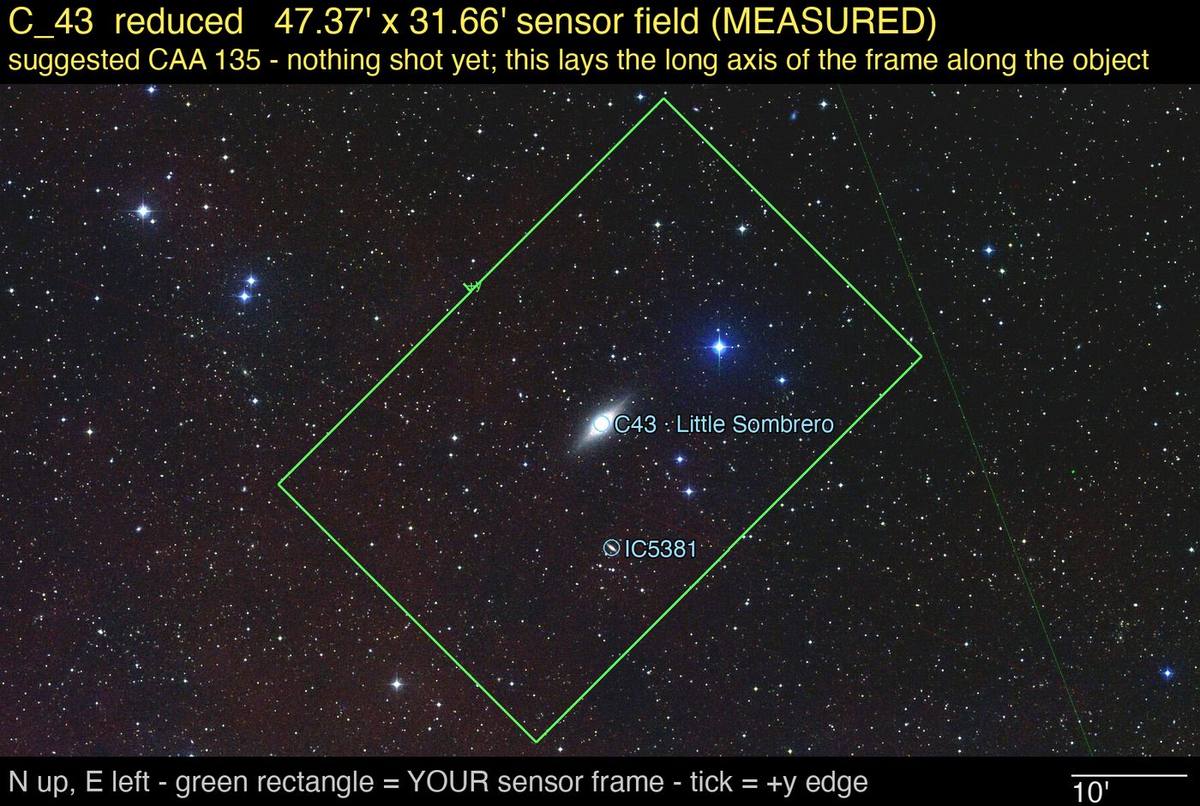 C_43 reduced 47.37' x 31.66' sensor field (MEASURED)
suggested CAA 135 - nothing shot yet; this lays the long axis of the frame along the object
+y
C43 · Little Sombrero
IC5381
N up, E left - green rectangle = YOUR sensor frame - tick = +y edge
10'